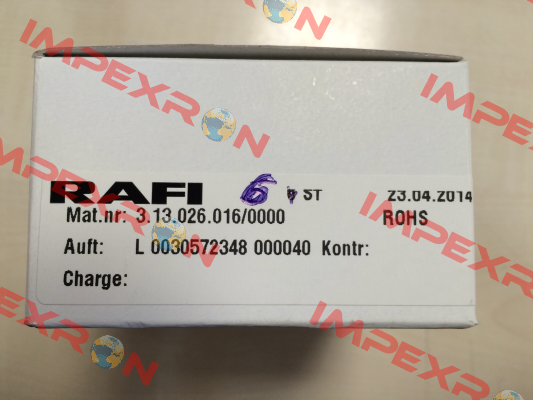 IMPEXRON
IMPEXRON
RAFI 6 ST 23.04.2014
Mat.nr: 3.13.026.016/0000 ROHS
Auft: L 0030572348 000040 Kontr:
Charge:
IMPEXRON
IMPEXRON